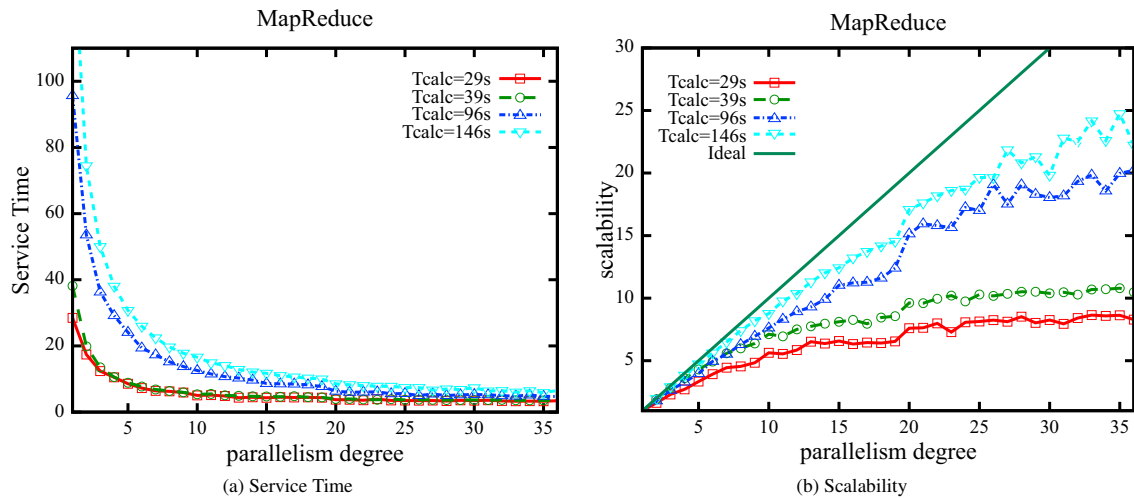 MapReduce
Service Time
100
80
60
40
20
0
5 10 15 20 25 30 35
parallelism degree
Tcalc=29s
Tcalc=39s
Tcalc=96s
Tcalc=146s
(a) Service Time
MapReduce
scalability
30
25
20
15
10
5
5 10 15 20 25 30 35
parallelism degree
Tcalc=29s
Tcalc=39s
Tcalc=96s
Tcalc=146s
Ideal
(b) Scalability